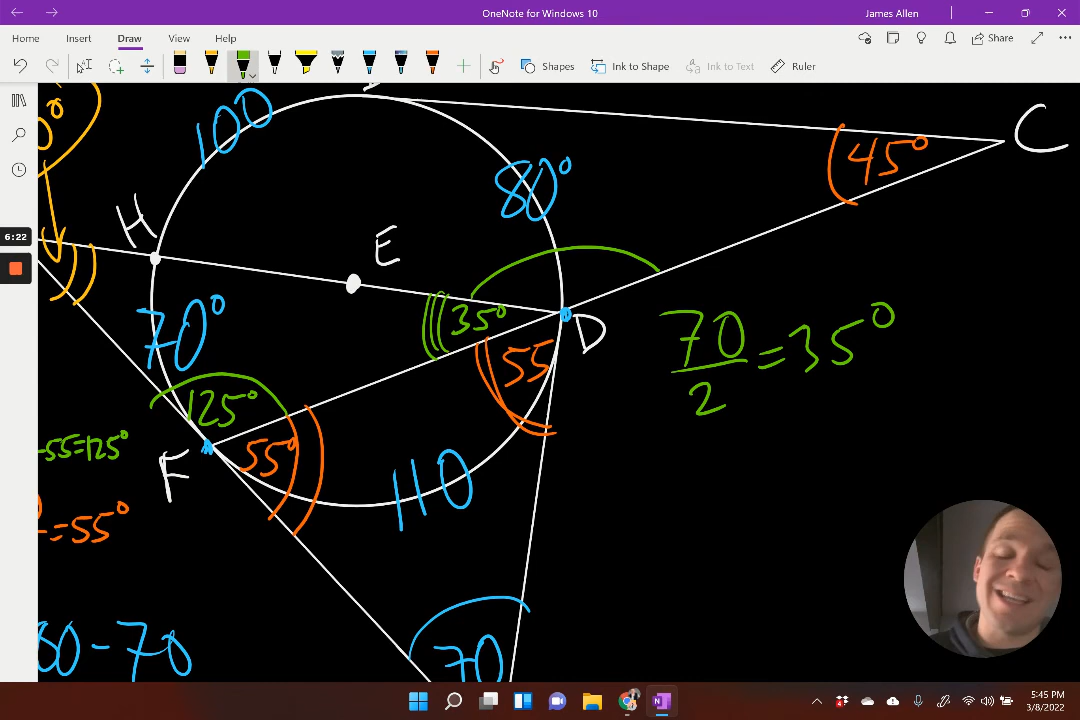 OneNote for Windows 10
James Allen
Home Insert Draw View Help
Share
Shapes
Ink to Shape
Ink to Text
Ruler
6:22
0°
100
80°
C
45°
H
E
70°
35°
D
70/2=35°
55
125°
55°
F
-55=125°
110
=55°
80-70
70
5:45 PM
3/8/2022